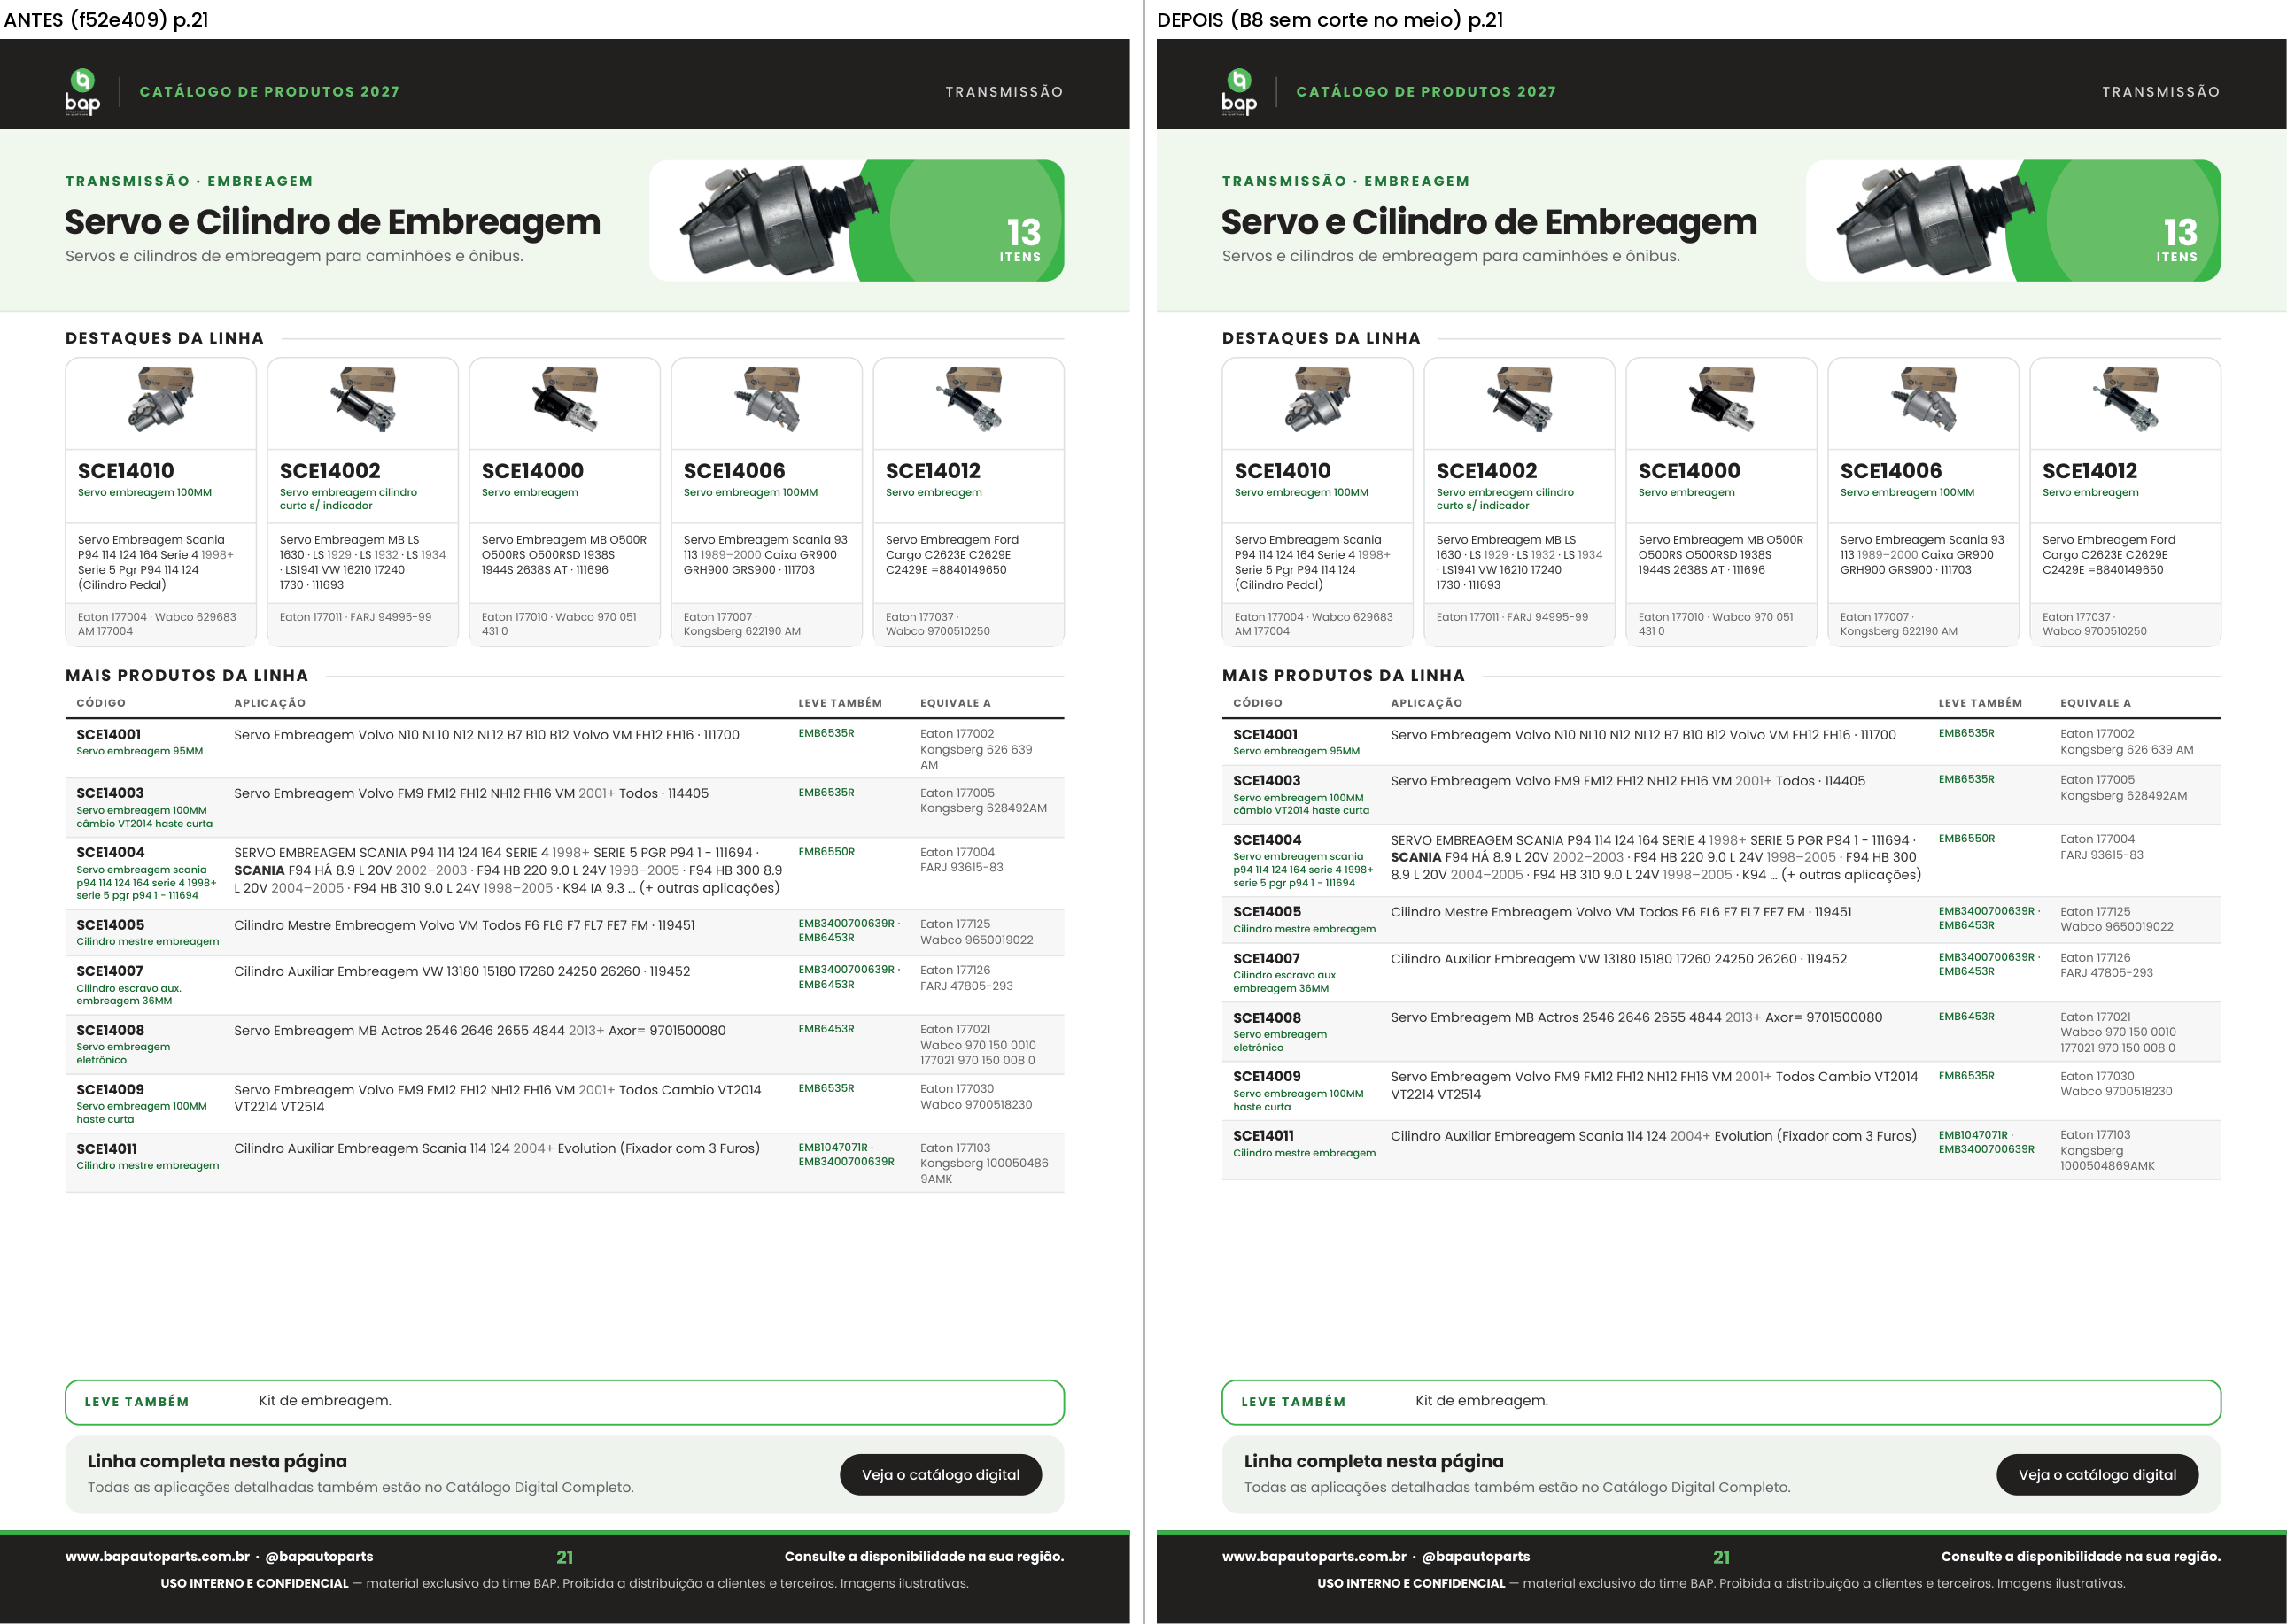 ANTES (f52e409) p.21
bap
CATÁLOGO DE PRODUTOS 2027
TRANSMISSÃO
TRANSMISSÃO · EMBREAGEM
Servo e Cilindro de Embreagem
Servos e cilindros de embreagem para caminhões e ônibus.
13
ITENS
DESTAQUES DA LINHA
SCE14010
Servo embreagem 100MM
Servo Embreagem Scania
P94 114 124 164 Serie 4 1998+
Serie 5 Pgr P94 114 124
(Cilindro Pedal)
Eaton 177004 · Wabco 629683
AM 177004
SCE14002
Servo embreagem cilindro
curto s/ indicador
Servo Embreagem MB LS
1630 · LS 1929 · LS 1932 · LS 1934
· LS1941 VW 16210 17240
1730 · 111693
Eaton 177011 · FARJ 94995-99
SCE14000
Servo embreagem
Servo Embreagem MB O500R
O500RS O500RSD 1938S
1944S 2638S AT · 111696
Eaton 177010 · Wabco 970 051
431 0
SCE14006
Servo embreagem 100MM
Servo Embreagem Scania 93
113 1989–2000 Caixa GR900
GRH900 GRS900 · 111703
Eaton 177007 ·
Kongsberg 622190 AM
SCE14012
Servo embreagem
Servo Embreagem Ford
Cargo C2623E C2629E
C2429E =8840149650
Eaton 177037 ·
Wabco 9700510250
MAIS PRODUTOS DA LINHA
CÓDIGO APLICAÇÃO LEVE TAMBÉM EQUIVALE A
SCE14001
Servo embreagem 95MM
Servo Embreagem Volvo N10 NL10 N12 NL12 B7 B10 B12 Volvo VM FH12 FH16 · 111700
EMB6535R
Eaton 177002
Kongsberg 626 639
AM
SCE14003
Servo embreagem 100MM
câmbio VT2014 haste curta
Servo Embreagem Volvo FM9 FM12 FH12 NH12 FH16 VM 2001+ Todos · 114405
EMB6535R
Eaton 177005
Kongsberg 628492AM
SCE14004
Servo embreagem scania
p94 114 124 164 serie 4 1998+
serie 5 pgr p94 1 - 111694
SERVO EMBREAGEM SCANIA P94 114 124 164 SERIE 4 1998+ SERIE 5 PGR P94 1 - 111694 ·
SCANIA F94 HÁ 8.9 L 20V 2002–2003 · F94 HB 220 9.0 L 24V 1998–2005 · F94 HB 300 8.9
L 20V 2004–2005 · F94 HB 310 9.0 L 24V 1998–2005 · K94 IA 9.3 … (+ outras aplicações)
EMB6550R
Eaton 177004
FARJ 93615-83
SCE14005
Cilindro mestre embreagem
Cilindro Mestre Embreagem Volvo VM Todos F6 FL6 F7 FL7 FE7 FM · 119451
EMB3400700639R ·
EMB6453R
Eaton 177125
Wabco 9650019022
SCE14007
Cilindro escravo aux.
embreagem 36MM
Cilindro Auxiliar Embreagem VW 13180 15180 17260 24250 26260 · 119452
EMB3400700639R ·
EMB6453R
Eaton 177126
FARJ 47805-293
SCE14008
Servo embreagem
eletrônico
Servo Embreagem MB Actros 2546 2646 2655 4844 2013+ Axor= 9701500080
EMB6453R
Eaton 177021
Wabco 970 150 0010
177021 970 150 008 0
SCE14009
Servo embreagem 100MM
haste curta
Servo Embreagem Volvo FM9 FM12 FH12 NH12 FH16 VM 2001+ Todos Cambio VT2014
VT2214 VT2514
EMB6535R
Eaton 177030
Wabco 9700518230
SCE14011
Cilindro mestre embreagem
Cilindro Auxiliar Embreagem Scania 114 124 2004+ Evolution (Fixador com 3 Furos)
EMB1047071R ·
EMB3400700639R
Eaton 177103
Kongsberg 100050486
9AMK
LEVE TAMBÉM Kit de embreagem.
Linha completa nesta página
Todas as aplicações detalhadas também estão no Catálogo Digital Completo.
Veja o catálogo digital
www.bapautoparts.com.br · @bapautoparts 21 Consulte a disponibilidade na sua região.
USO INTERNO E CONFIDENCIAL — material exclusivo do time BAP. Proibida a distribuição a clientes e terceiros. Imagens ilustrativas.
DEPOIS (B8 sem corte no meio) p.21
bap
CATÁLOGO DE PRODUTOS 2027
TRANSMISSÃO
TRANSMISSÃO · EMBREAGEM
Servo e Cilindro de Embreagem
Servos e cilindros de embreagem para caminhões e ônibus.
13
ITENS
DESTAQUES DA LINHA
SCE14010
Servo embreagem 100MM
Servo Embreagem Scania
P94 114 124 164 Serie 4 1998+
Serie 5 Pgr P94 114 124
(Cilindro Pedal)
Eaton 177004 · Wabco 629683
AM 177004
SCE14002
Servo embreagem cilindro
curto s/ indicador
Servo Embreagem MB LS
1630 · LS 1929 · LS 1932 · LS 1934
· LS1941 VW 16210 17240
1730 · 111693
Eaton 177011 · FARJ 94995-99
SCE14000
Servo embreagem
Servo Embreagem MB O500R
O500RS O500RSD 1938S
1944S 2638S AT · 111696
Eaton 177010 · Wabco 970 051
431 0
SCE14006
Servo embreagem 100MM
Servo Embreagem Scania 93
113 1989–2000 Caixa GR900
GRH900 GRS900 · 111703
Eaton 177007 ·
Kongsberg 622190 AM
SCE14012
Servo embreagem
Servo Embreagem Ford
Cargo C2623E C2629E
C2429E =8840149650
Eaton 177037 ·
Wabco 9700510250
MAIS PRODUTOS DA LINHA
CÓDIGO APLICAÇÃO LEVE TAMBÉM EQUIVALE A
SCE14001
Servo embreagem 95MM
Servo Embreagem Volvo N10 NL10 N12 NL12 B7 B10 B12 Volvo VM FH12 FH16 · 111700
EMB6535R
Eaton 177002
Kongsberg 626 639 AM
SCE14003
Servo embreagem 100MM
câmbio VT2014 haste curta
Servo Embreagem Volvo FM9 FM12 FH12 NH12 FH16 VM 2001+ Todos · 114405
EMB6535R
Eaton 177005
Kongsberg 628492AM
SCE14004
Servo embreagem scania
p94 114 124 164 serie 4 1998+
serie 5 pgr p94 1 - 111694
SERVO EMBREAGEM SCANIA P94 114 124 164 SERIE 4 1998+ SERIE 5 PGR P94 1 - 111694 ·
SCANIA F94 HÁ 8.9 L 20V 2002–2003 · F94 HB 220 9.0 L 24V 1998–2005 · F94 HB 300
8.9 L 20V 2004–2005 · F94 HB 310 9.0 L 24V 1998–2005 · K94 … (+ outras aplicações)
EMB6550R
Eaton 177004
FARJ 93615-83
SCE14005
Cilindro mestre embreagem
Cilindro Mestre Embreagem Volvo VM Todos F6 FL6 F7 FL7 FE7 FM · 119451
EMB3400700639R ·
EMB6453R
Eaton 177125
Wabco 9650019022
SCE14007
Cilindro escravo aux.
embreagem 36MM
Cilindro Auxiliar Embreagem VW 13180 15180 17260 24250 26260 · 119452
EMB3400700639R ·
EMB6453R
Eaton 177126
FARJ 47805-293
SCE14008
Servo embreagem
eletrônico
Servo Embreagem MB Actros 2546 2646 2655 4844 2013+ Axor= 9701500080
EMB6453R
Eaton 177021
Wabco 970 150 0010
177021 970 150 008 0
SCE14009
Servo embreagem 100MM
haste curta
Servo Embreagem Volvo FM9 FM12 FH12 NH12 FH16 VM 2001+ Todos Cambio VT2014
VT2214 VT2514
EMB6535R
Eaton 177030
Wabco 9700518230
SCE14011
Cilindro mestre embreagem
Cilindro Auxiliar Embreagem Scania 114 124 2004+ Evolution (Fixador com 3 Furos)
EMB1047071R ·
EMB3400700639R
Eaton 177103
Kongsberg
1000504869AMK
LEVE TAMBÉM Kit de embreagem.
Linha completa nesta página
Todas as aplicações detalhadas também estão no Catálogo Digital Completo.
Veja o catálogo digital
www.bapautoparts.com.br · @bapautoparts 21 Consulte a disponibilidade na sua região.
USO INTERNO E CONFIDENCIAL — material exclusivo do time BAP. Proibida a distribuição a clientes e terceiros. Imagens ilustrativas.